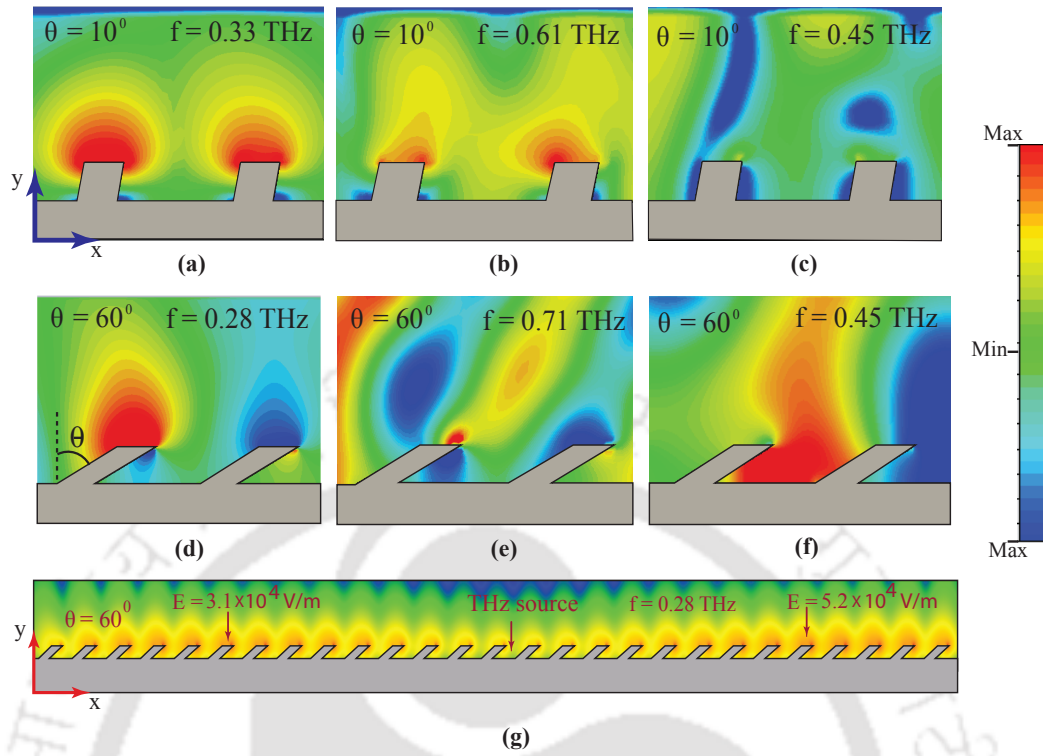 θ = 10⁰ f = 0.33 THz
θ = 10⁰ f = 0.61 THz
θ = 10⁰ f = 0.45 THz
y
x
(a)
(b)
(c)
Max
Min
Max
θ = 60⁰ f = 0.28 THz
θ = 60⁰ f = 0.71 THz
θ = 60⁰ f = 0.45 THz
θ
(d)
(e)
(f)
θ = 60⁰
E = 3.1×10⁴ V/m
THz source
f = 0.28 THz
E = 5.2×10⁴ V/m
y
x
(g)